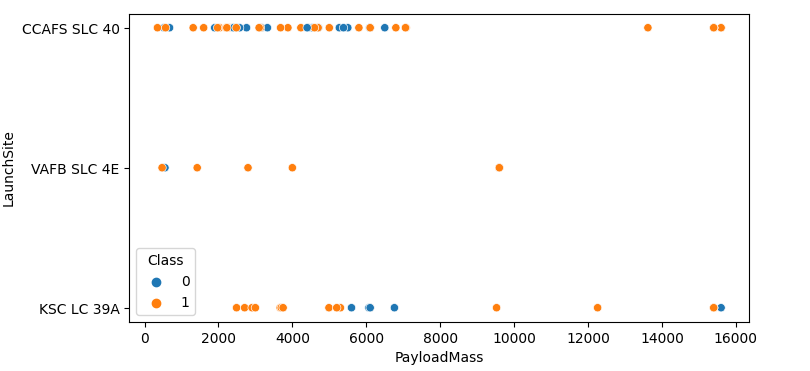 CCAFS SLC 40
VAFB SLC 4E
KSC LC 39A
LaunchSite
Class
0
1
0 2000 4000 6000 8000 10000 12000 14000 16000
PayloadMass